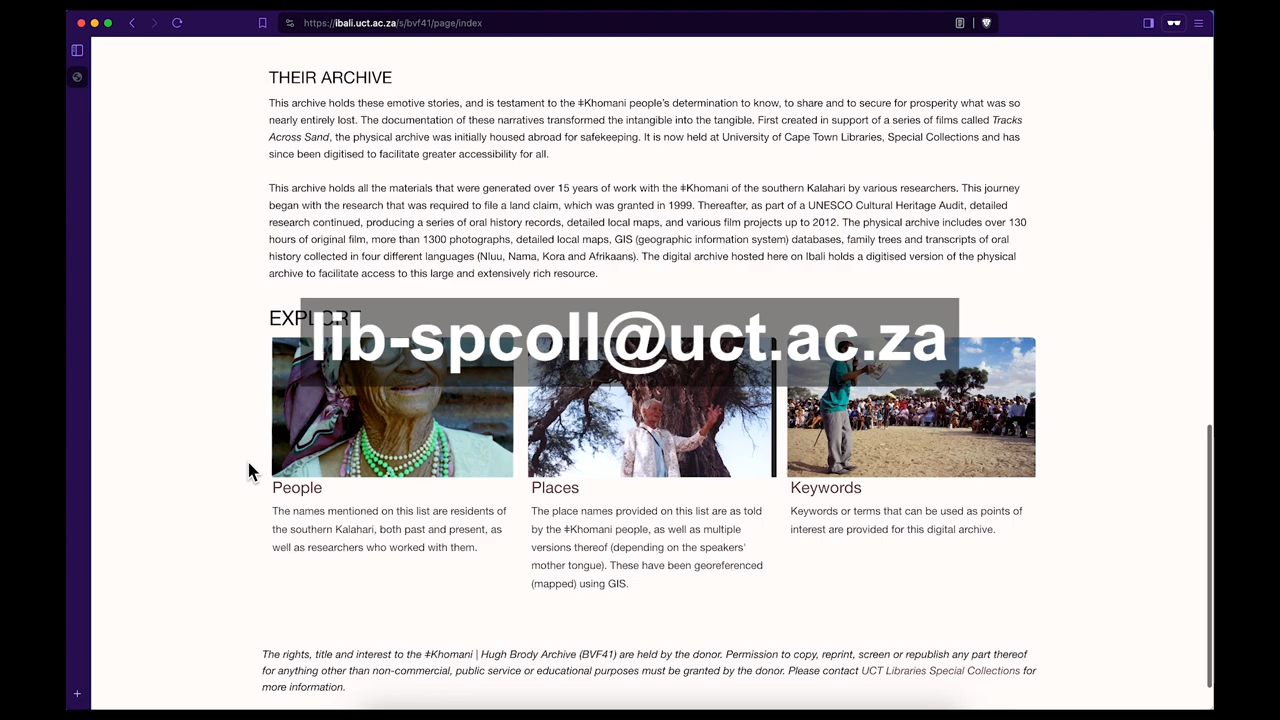 https://ibali.uct.ac.za/s/bvf41/page/index
THEIR ARCHIVE
This archive holds these emotive stories, and is testament to the ǂKhomani people's determination to know, to share and to secure for prosperity what was so
nearly entirely lost. The documentation of these narratives transformed the intangible into the tangible. First created in support of a series of films called Tracks
Across Sand, the physical archive was initially housed abroad for safekeeping. It is now held at University of Cape Town Libraries, Special Collections and has
since been digitised to facilitate greater accessibility for all.
This archive holds all the materials that were generated over 15 years of work with the ǂKhomani of the southern Kalahari by various researchers. This journey
began with the research that was required to file a land claim, which was granted in 1999. Thereafter, as part of a UNESCO Cultural Heritage Audit, detailed
research continued, producing a series of oral history records, detailed local maps, and various film projects up to 2012. The physical archive includes over 130
hours of original film, more than 1300 photographs, detailed local maps, GIS (geographic information system) databases, family trees and transcripts of oral
history collected in four different languages (Nluu, Nama, Kora and Afrikaans). The digital archive hosted here on Ibali holds a digitised version of the physical
archive to facilitate access to this large and extensively rich resource.
EXPLORE
lib-spcoll@uct.ac.za
People
The names mentioned on this list are residents of
the southern Kalahari, both past and present, as
well as researchers who worked with them.
Places
The place names provided on this list are as told
by the ǂKhomani people, as well as multiple
versions thereof (depending on the speakers'
mother tongue). These have been georeferenced
(mapped) using GIS.
Keywords
Keywords or terms that can be used as points of
interest are provided for this digital archive.
The rights, title and interest to the ǂKhomani | Hugh Brody Archive (BVF41) are held by the donor. Permission to copy, reprint, screen or republish any part thereof
for anything other than non-commercial, public service or educational purposes must be granted by the donor. Please contact UCT Libraries Special Collections for
more information.